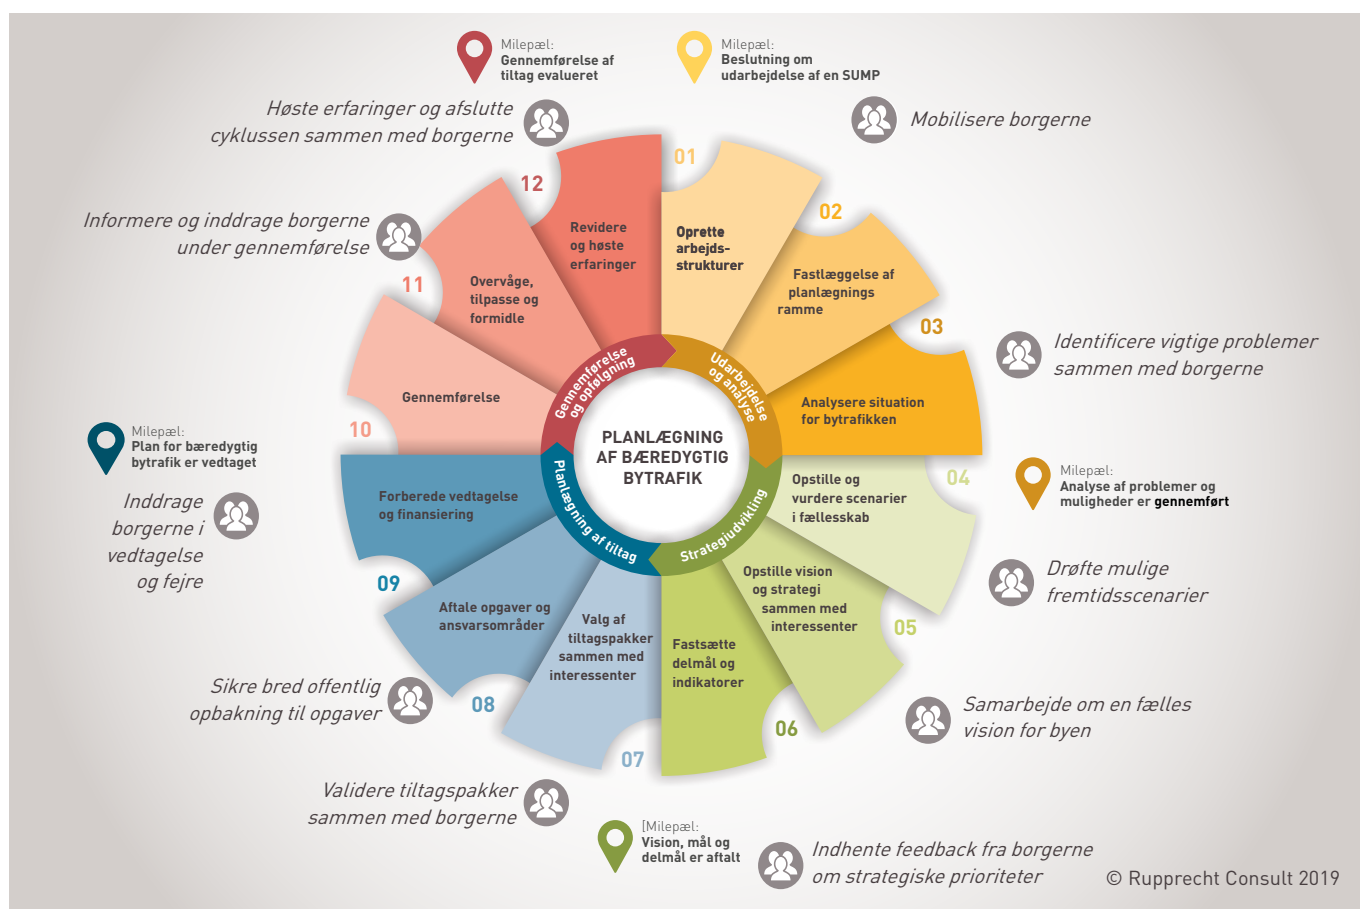 Milepæl:
Gennemførelse af
tiltag evalueret
Milepæl:
Beslutning om
udarbejdelse af en SUMP
Høste erfaringer og afslutte
cyklussen sammen med borgerne
Mobilisere borgerne
Informere og inddrage borgerne
under gennemførelse
Identificere vigtige problemer
sammen med borgerne
Milepæl:
Plan for bæredygtig
bytrafik er vedtaget
Milepæl:
Analyse af problemer og
muligheder er gennemført
Inddrage
borgerne i
vedtagelse
og fejre
Drøfte mulige
fremtidsscenarier
Sikre bred offentlig
opbakning til opgaver
Samarbejde om en fælles
vision for byen
Validere tiltagspakker
sammen med borgerne
[Milepæl:
Vision, mål og
delmål er aftalt
Indhente feedback fra borgerne
om strategiske prioriteter
01
Oprette
arbejds-
strukturer
02
Fastlæggelse af
planlægnings
ramme
03
Analysere situation
for bytrafikken
04
Opstille og
vurdere scenarier
i fællesskab
05
Opstille vision
og strategi
sammen med
interessenter
06
Fastsætte
delmål og
indikatorer
07
Valg af
tiltagspakker
sammen med
interessenter
08
Aftale opgaver og
ansvarsområder
09
Forberede vedtagelse
og finansiering
10
Gennemførelse
11
Overvåge,
tilpasse og
formidle
12
Revidere
og høste
erfaringer
Udarbejdelse
og analyse
Strategiudvikling
Planlægning af tiltag
Gennemførelse
og opfølgning
PLANLÆGNING
AF BÆREDYGTIG
BYTRAFIK
© Rupprecht Consult 2019